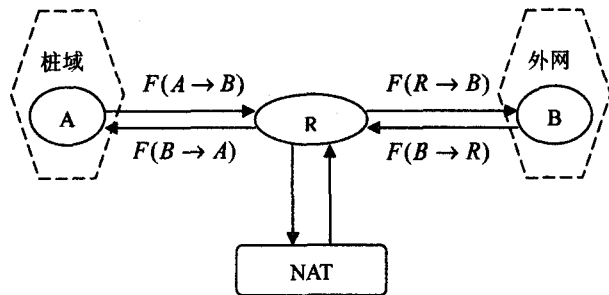 桩域
外网
F(A → B)
F(R → B)
A
R
B
F(B → A)
F(B → R)
NAT